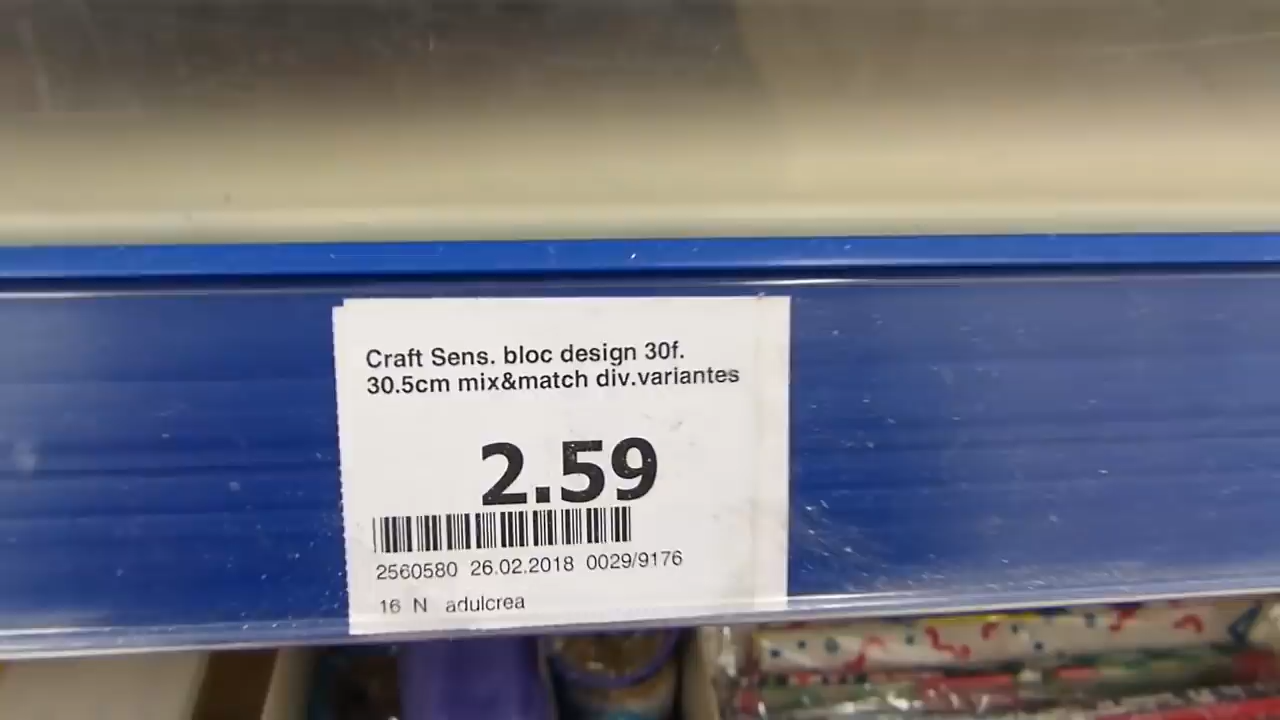 Craft Sens. bloc design 30f.
30.5cm mix&match div.variantes
2.59
2560580 26.02.2018 0029/9176
16 N adulcrea